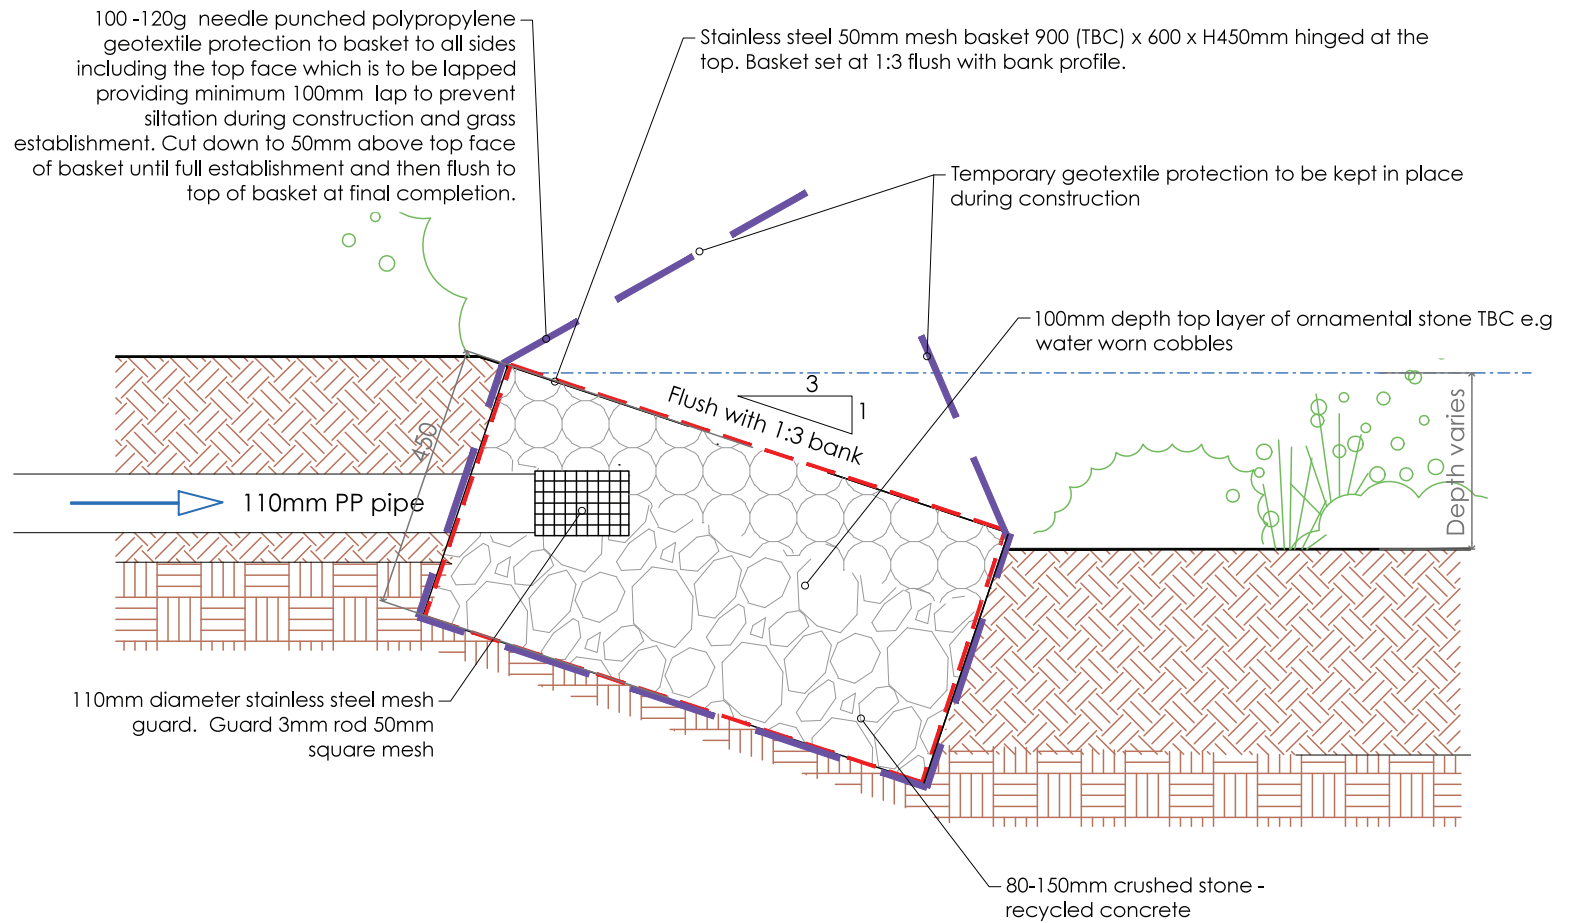 100 -120g needle punched polypropylene
geotextile protection to basket to all sides
including the top face which is to be lapped
providing minimum 100mm lap to prevent
siltation during construction and grass
establishment. Cut down to 50mm above top face
of basket until full establishment and then flush to
top of basket at final completion.
Stainless steel 50mm mesh basket 900 (TBC) x 600 x H450mm hinged at the
top. Basket set at 1:3 flush with bank profile.
Temporary geotextile protection to be kept in place
during construction
100mm depth top layer of ornamental stone TBC e.g
water worn cobbles
3
1
Flush with 1:3 bank
Depth varies
450
110mm PP pipe
110mm diameter stainless steel mesh
guard. Guard 3mm rod 50mm
square mesh
80-150mm crushed stone -
recycled concrete